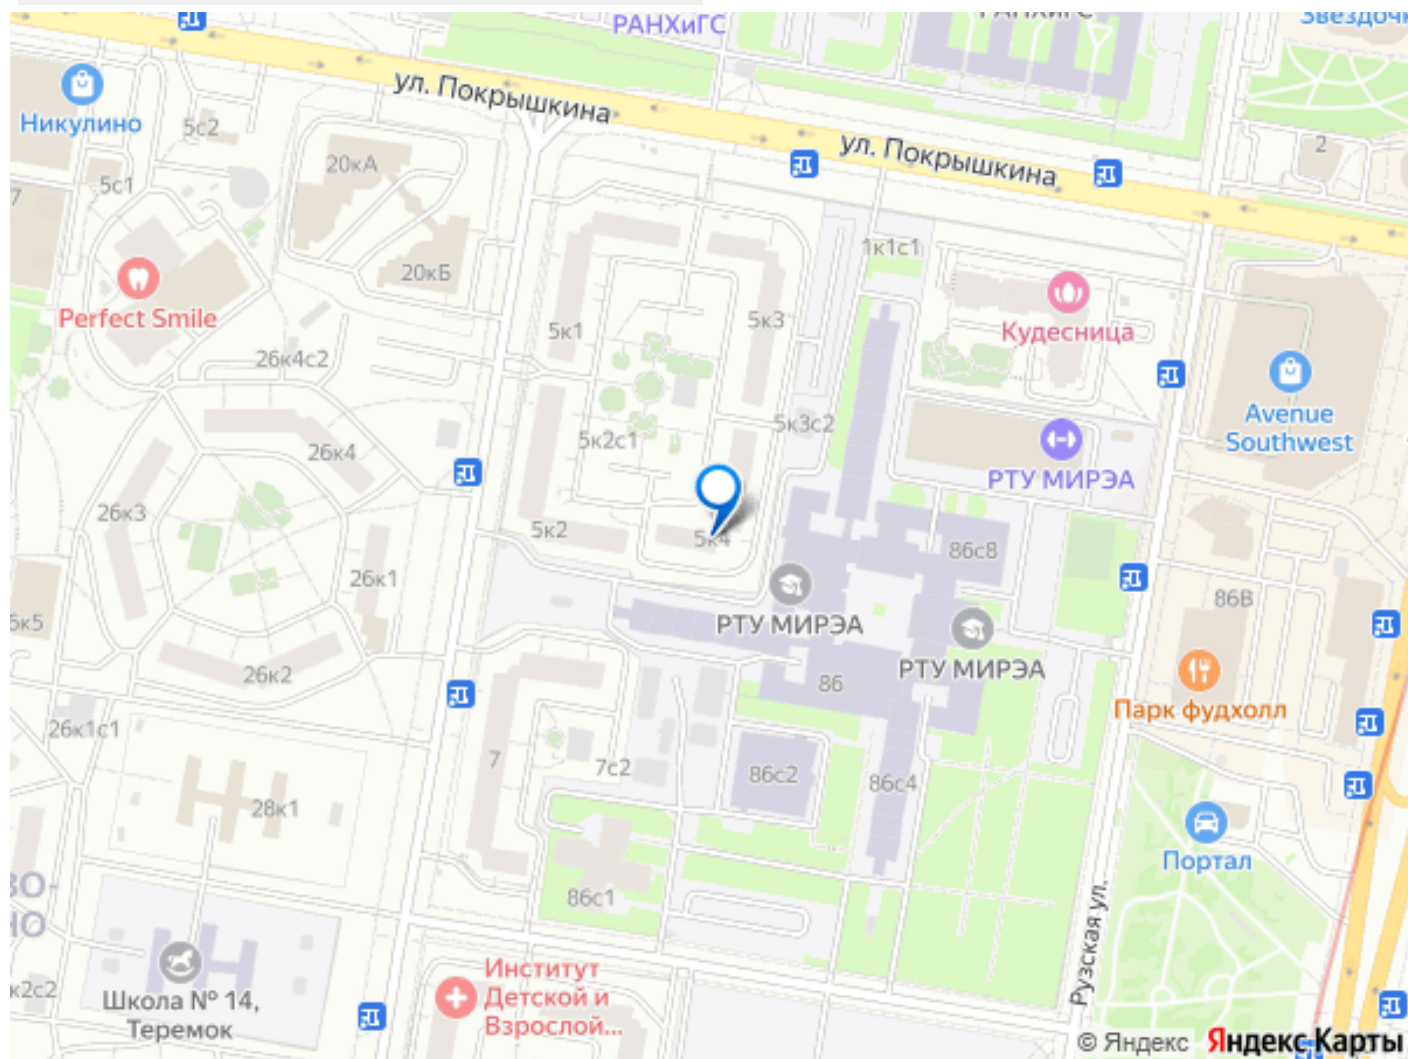 РАНХиГС
РАНХиГС
ул. Покрышкина
Никулино
5с2
ул. Покрышкина
2
20кА
5с1
7
1к1с1
20кБ
Perfect Smile
5к1
5к3
Кудесница
26к4с2
Avenue
Southwest
5к2с1
5к3с2
26к4
РТУ МИРЭА
26к3
5к2
5к4
86с8
26к1
86В
РТУ МИРЭА
РТУ МИРЭА
26к2
86
Парк фудхолл
26к1с1
7
7с2
86с2
86с4
28к1
Портал
86с1
Рузская ул.
Институт
Детской и
Взрослой...
Школа № 14,
Теремок
© Яндекс Яндекс Карты